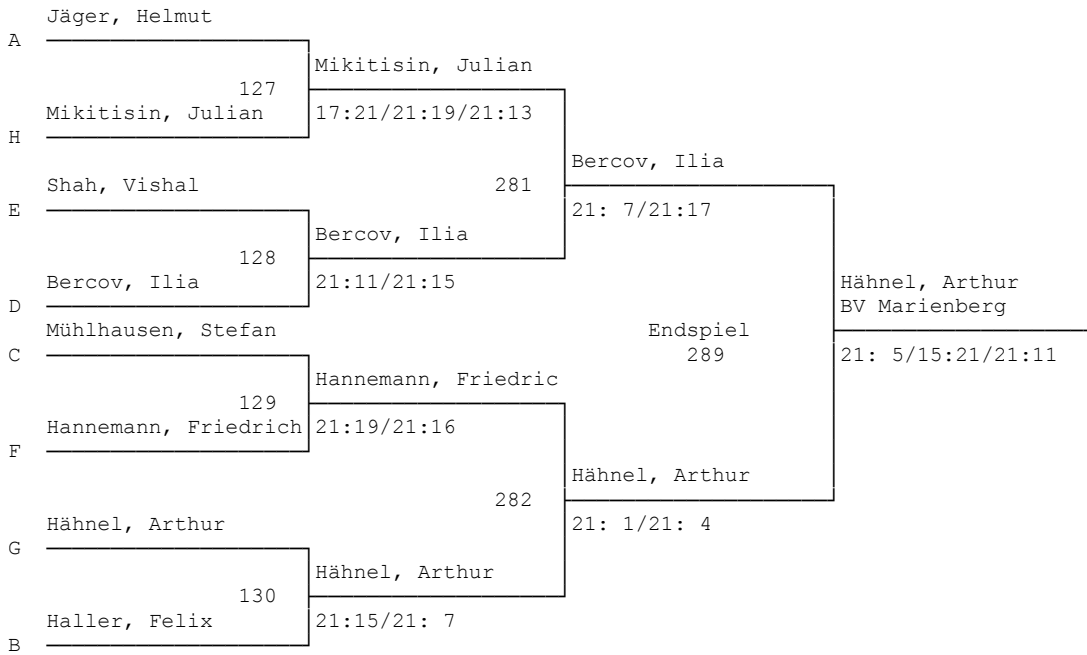 Jäger, Helmut
A
Mikitisin, Julian
127
Mikitisin, Julian
17:21/21:19/21:13
H
Bercov, Ilia
Shah, Vishal
281
E
21: 7/21:17
Bercov, Ilia
128
Bercov, Ilia
21:11/21:15
Hähnel, Arthur
D
BV Marienberg
Mühlhausen, Stefan
Endspiel
C
289
21: 5/15:21/21:11
Hannemann, Friedric
129
Hannemann, Friedrich
21:19/21:16
F
Hähnel, Arthur
282
Hähnel, Arthur
21: 1/21: 4
G
Hähnel, Arthur
130
Haller, Felix
21:15/21: 7
B